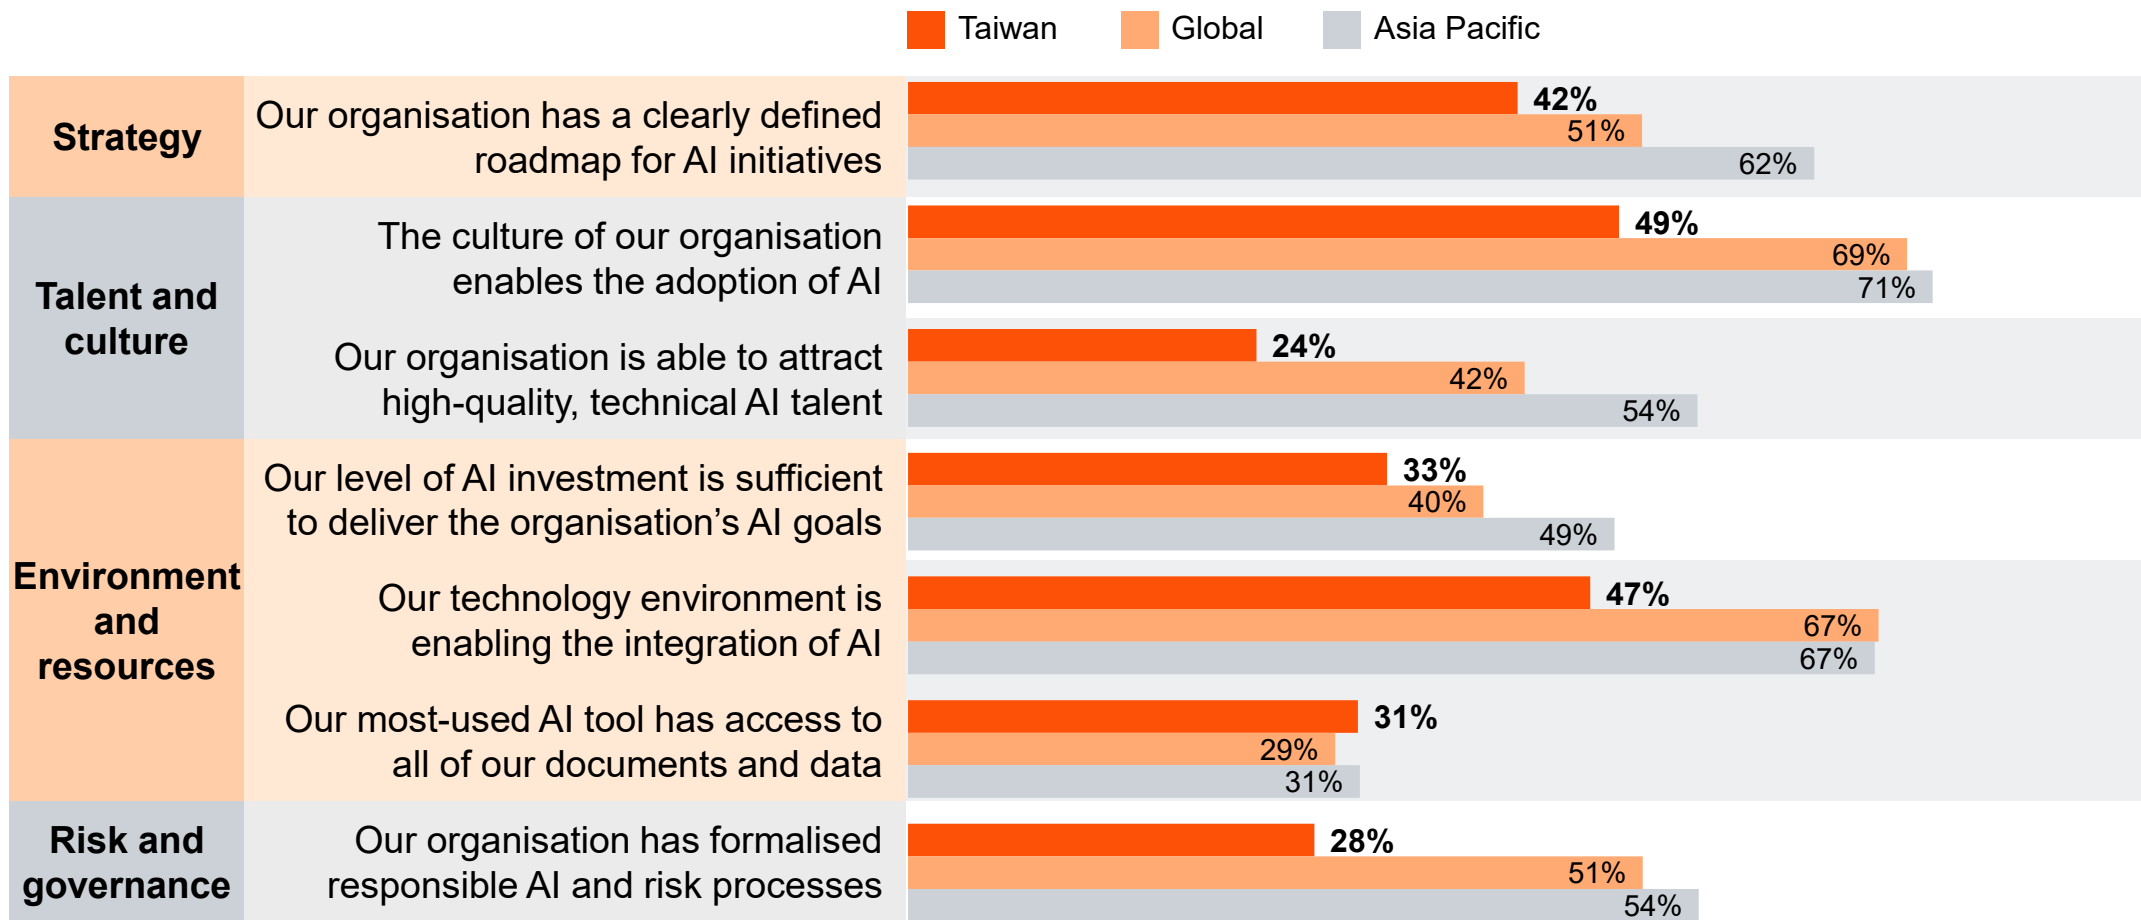 Taiwan
Global
Asia Pacific
Strategy
Our organisation has a clearly defined
roadmap for AI initiatives
42%
51%
62%
Talent and
culture
The culture of our organisation
enables the adoption of AI
49%
69%
71%
Our organisation is able to attract
high-quality, technical AI talent
24%
42%
54%
Environment
and
resources
Our level of AI investment is sufficient
to deliver the organisation’s AI goals
33%
40%
49%
Our technology environment is
enabling the integration of AI
47%
67%
67%
Our most-used AI tool has access to
all of our documents and data
31%
29%
31%
Risk and
governance
Our organisation has formalised
responsible AI and risk processes
28%
51%
54%